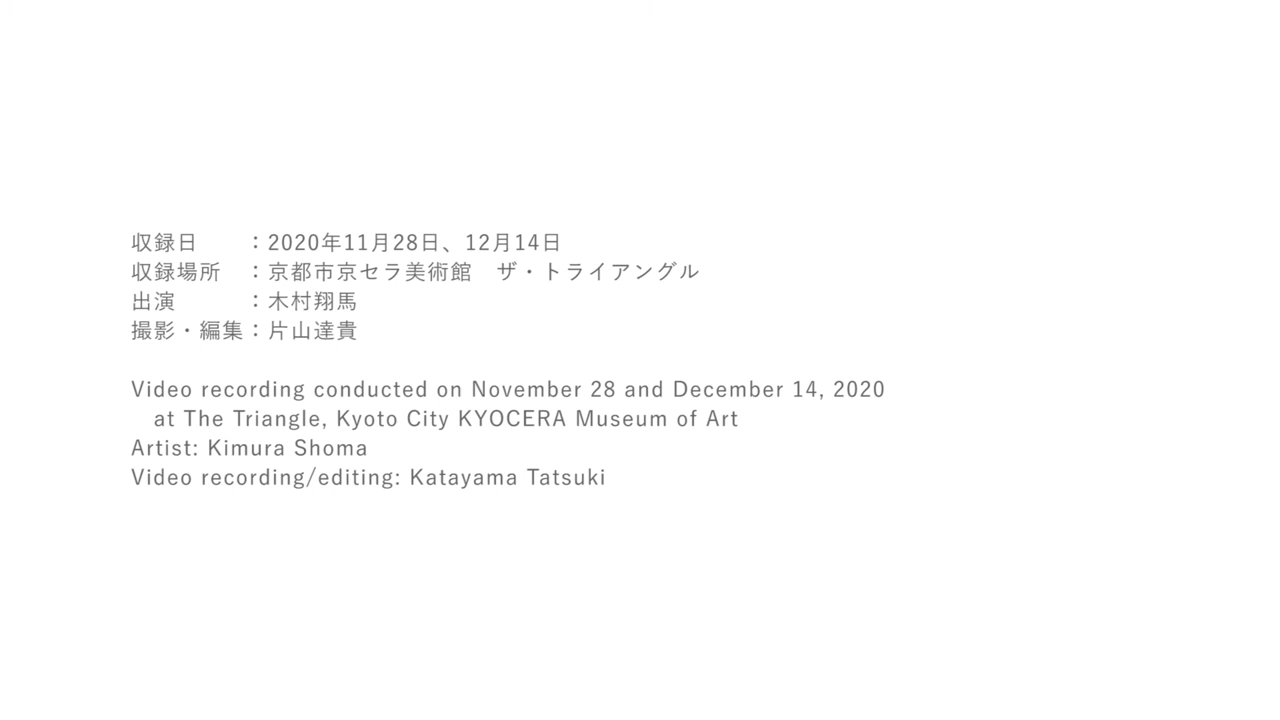 収録日　　：2020年11月28日、12月14日
収録場所　：京都市京セラ美術館　ザ・トライアングル
出演　　　：木村翔馬
撮影・編集：片山達貴
Video recording conducted on November 28 and December 14, 2020
at The Triangle, Kyoto City KYOCERA Museum of Art
Artist: Kimura Shoma
Video recording/editing: Katayama Tatsuki